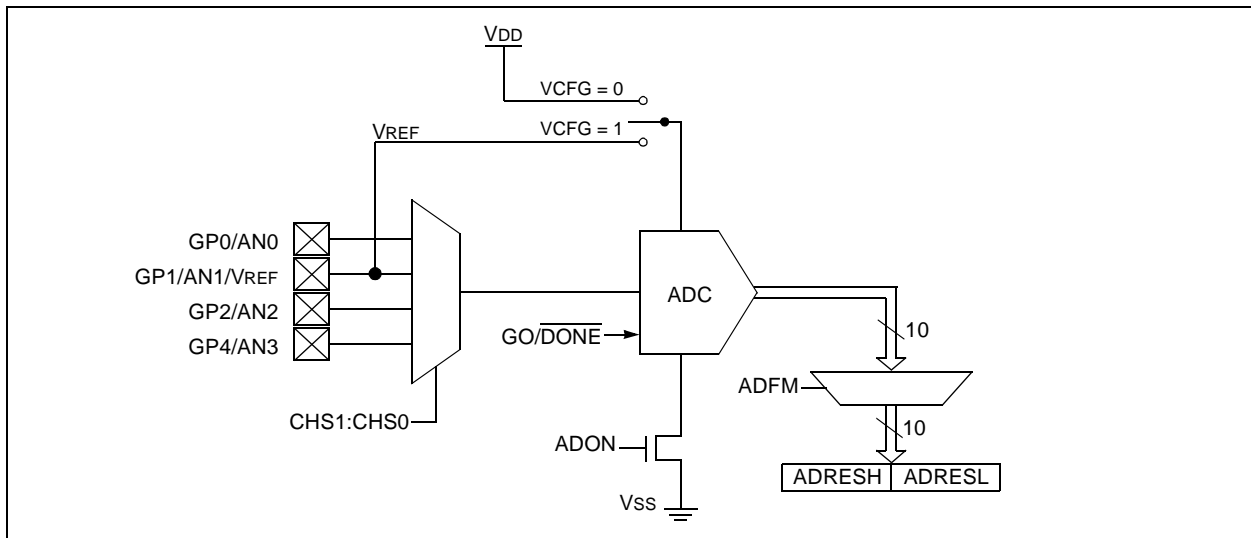 VDD
VCFG = 0
VREF
VCFG = 1
GP0/AN0
GP1/AN1/VREF
GP2/AN2
GP4/AN3
ADC
GO/DONE
10
ADFM
CHS1:CHS0
10
ADON
ADRESH ADRESL
VSS